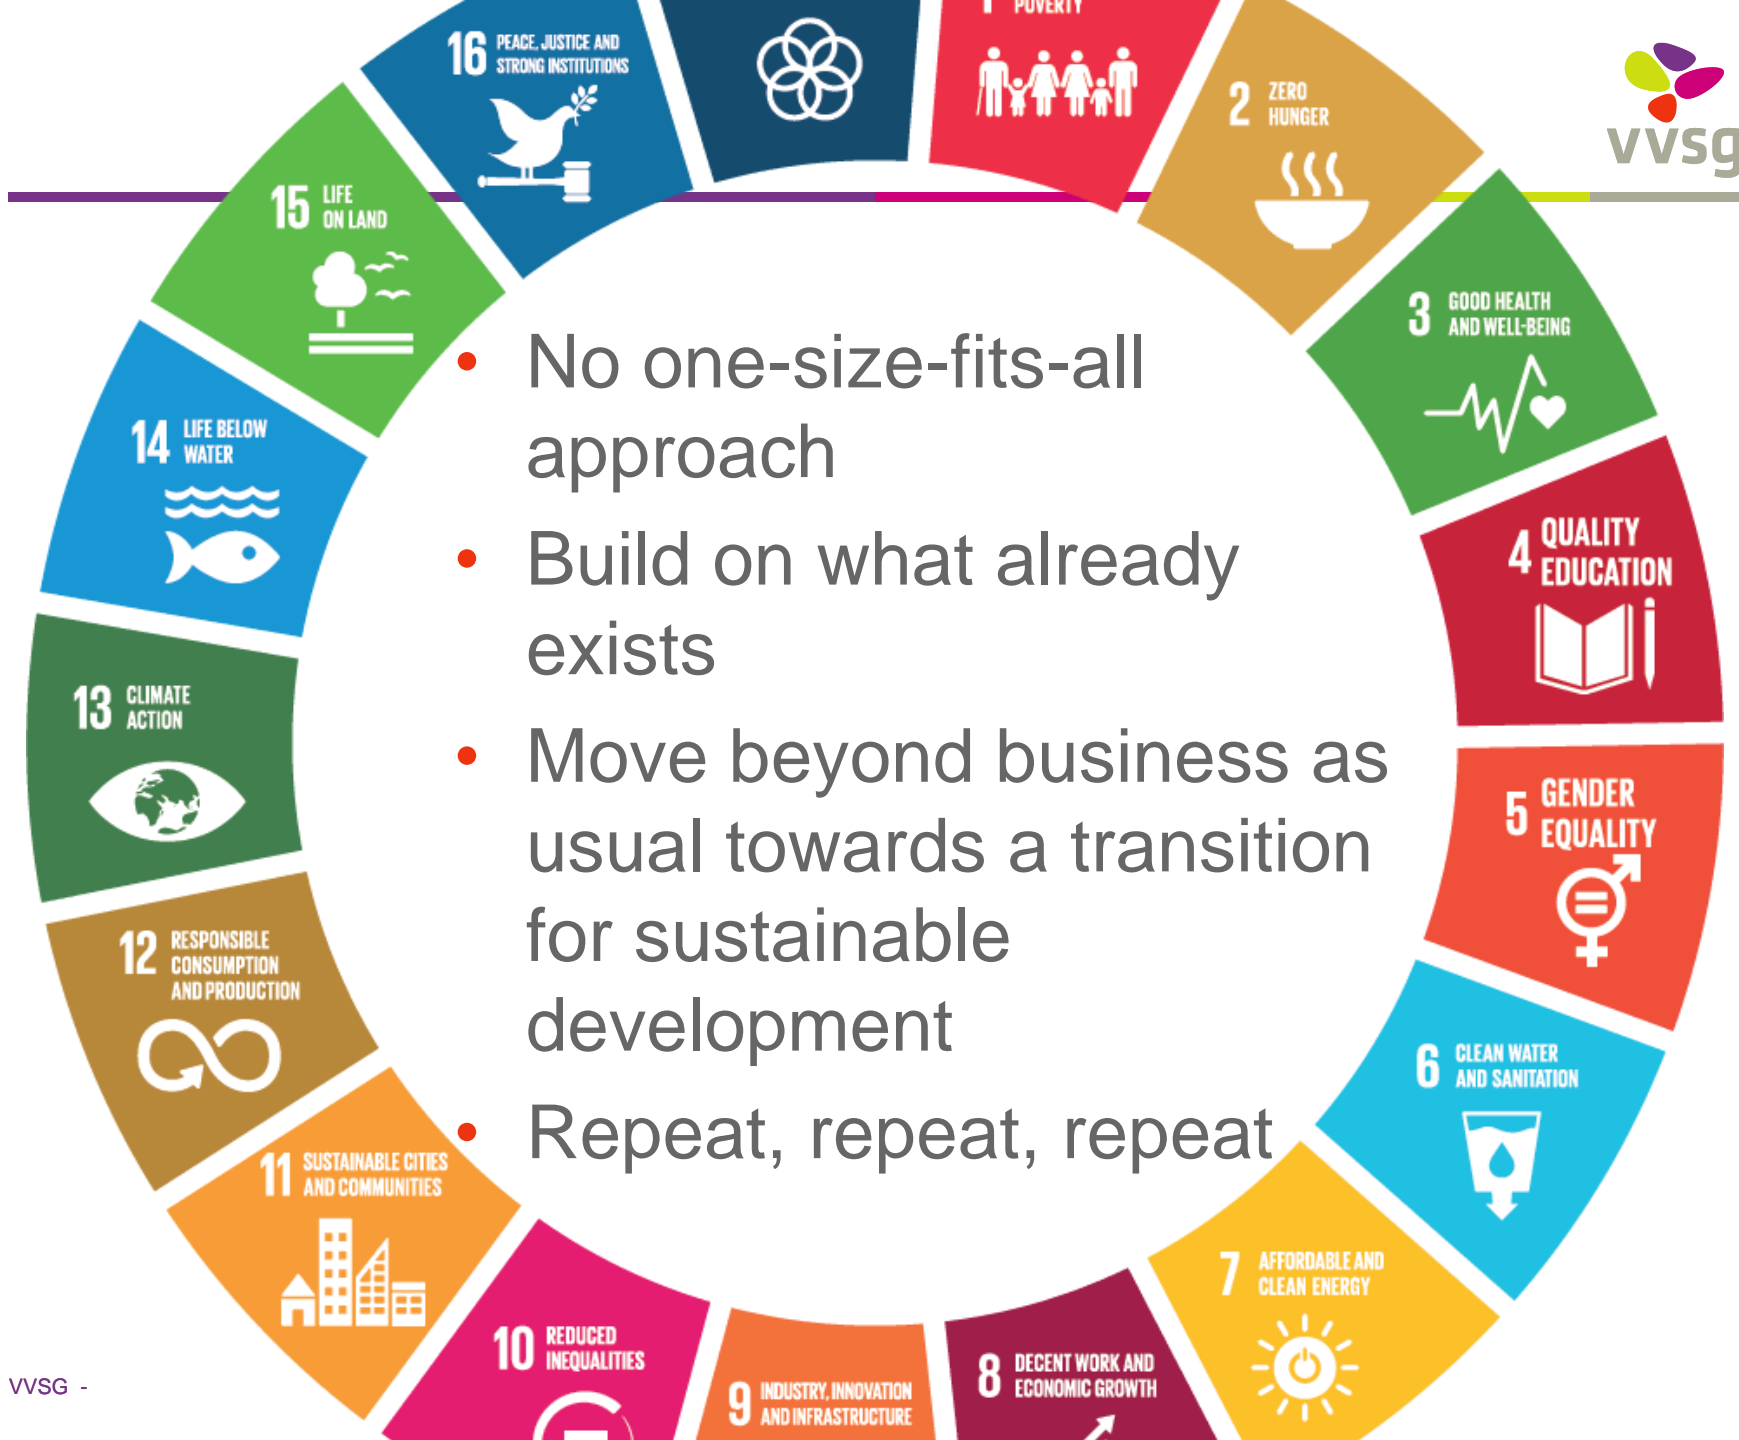 1 POVERTY
16 PEACE, JUSTICE AND
STRONG INSTITUTIONS
2 ZERO
HUNGER
vvsg
15 LIFE
ON LAND
3 GOOD HEALTH
AND WELL-BEING
• No one-size-fits-all
approach
• Build on what already
exists
• Move beyond business as
usual towards a transition
for sustainable
development
• Repeat, repeat, repeat
14 LIFE BELOW
WATER
4 QUALITY
EDUCATION
13 CLIMATE
ACTION
5 GENDER
EQUALITY
12 RESPONSIBLE
CONSUMPTION
AND PRODUCTION
6 CLEAN WATER
AND SANITATION
11 SUSTAINABLE CITIES
AND COMMUNITIES
7 AFFORDABLE AND
CLEAN ENERGY
10 REDUCED
INEQUALITIES
8 DECENT WORK AND
ECONOMIC GROWTH
9 INDUSTRY, INNOVATION
AND INFRASTRUCTURE
VVSG -